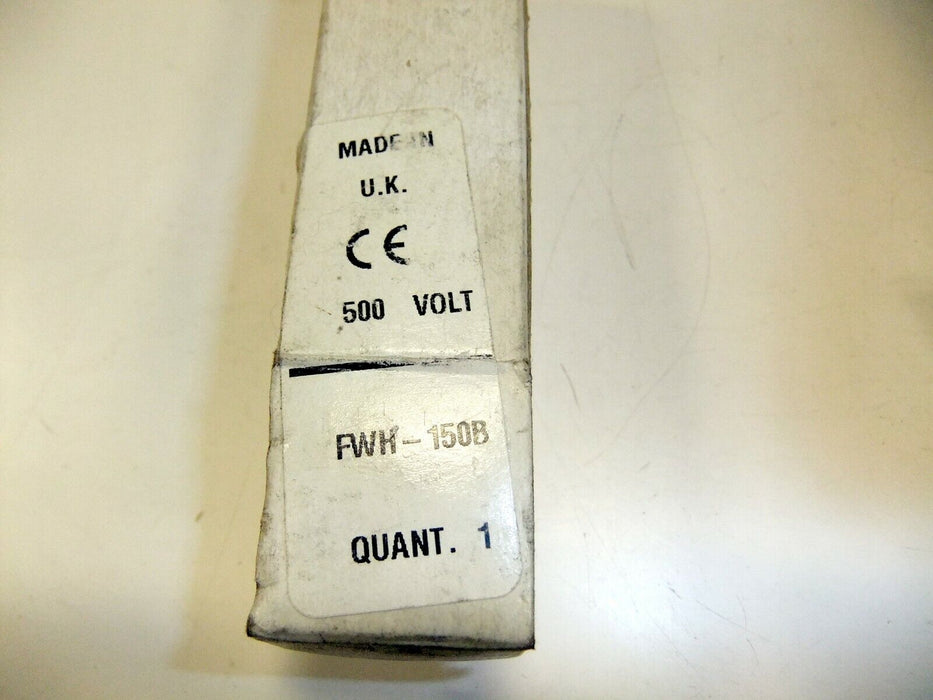 MADE IN
U.K.
CE
500 VOLT
FWH-150B
QUANT. 1